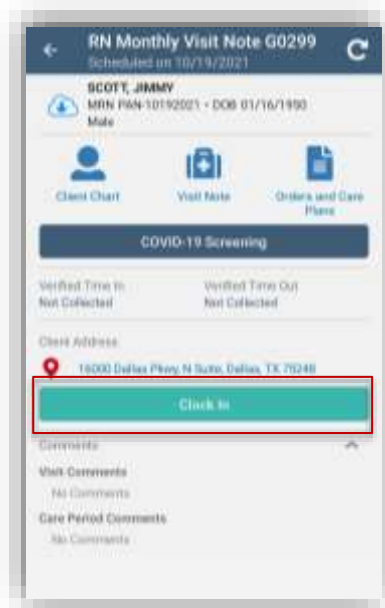 RN Monthly Visit Note G0299
Scheduled on 10/19/2021
SCOTT, JIMMY
MRN PAN-10192021 - DOB 01/16/1950
Male
Client Chart
Visit Note
Orders and Care
Plans
COVID-19 Screening
Verified Time In
Verified Time Out
Not Collected
Not Collected
Client Address:
16000 Dallas Pkwy, N Suite, Dallas, TX 75248
Clock In
Comments
Visit Comments
No Comments
Care Period Comments
No Comments